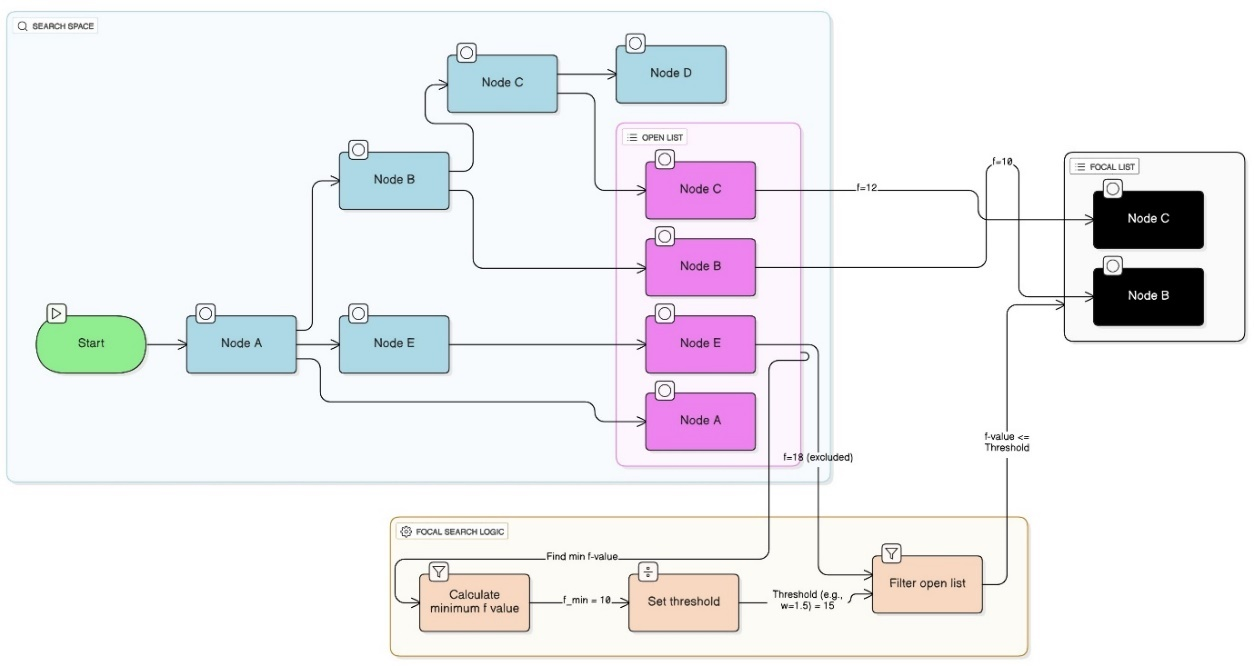 SEARCH SPACE
Node C
Node D
OPEN LIST
Node B
Node C
f=12
f=10
FOCAL LIST
Node C
Node B
Node B
Start
Node A
Node E
Node E
Node A
f=18 (excluded)
f-value <=
Threshold
FOCAL SEARCH LOGIC
Find min f-value
Calculate
minimum f value
f_min = 10
Set threshold
Threshold (e.g.,
w=1.5) = 15
Filter open list